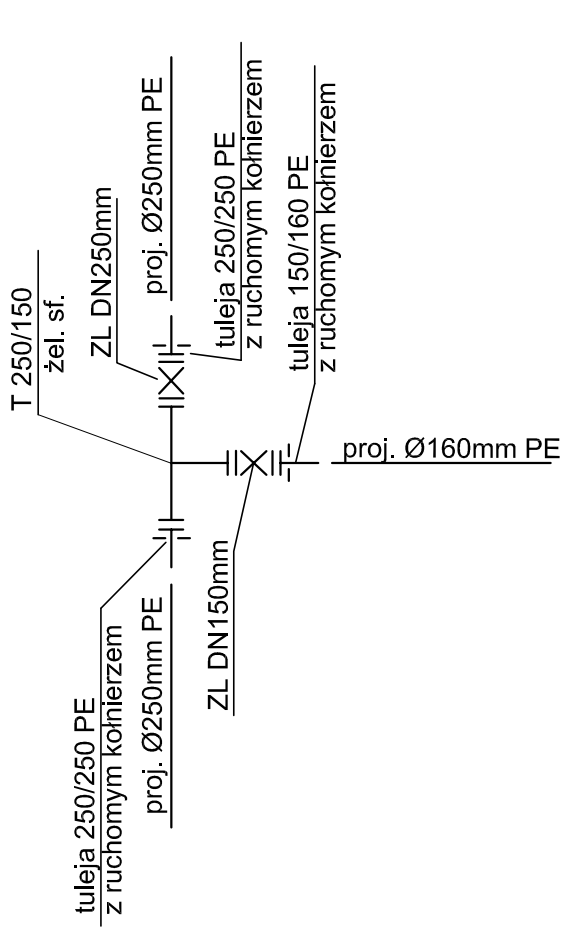 T 250/150
żel. sf.
ZL DN250mm
proj. Ø250mm PE
tuleja 250/250 PE
z ruchomym kołnierzem
tuleja 150/160 PE
z ruchomym kołnierzem
proj. Ø160mm PE
ZL DN150mm
tuleja 250/250 PE
z ruchomym kołnierzem
proj. Ø250mm PE